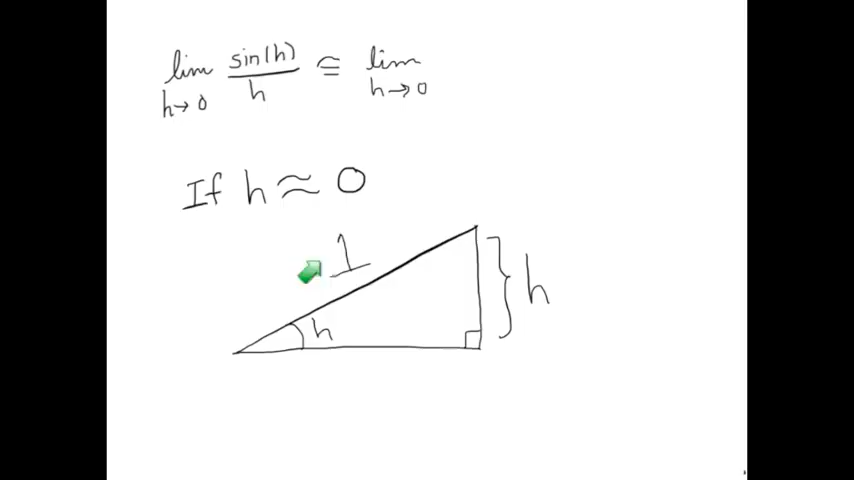 lim sin(h)/h ≅ lim
h→0 h→0
If h ≈ 0
1
h
h